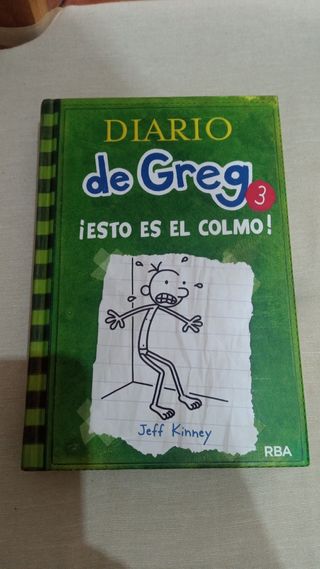 DIARIO
de Greg 3
¡ESTO ES EL COLMO!
Jeff Kinney
RBA